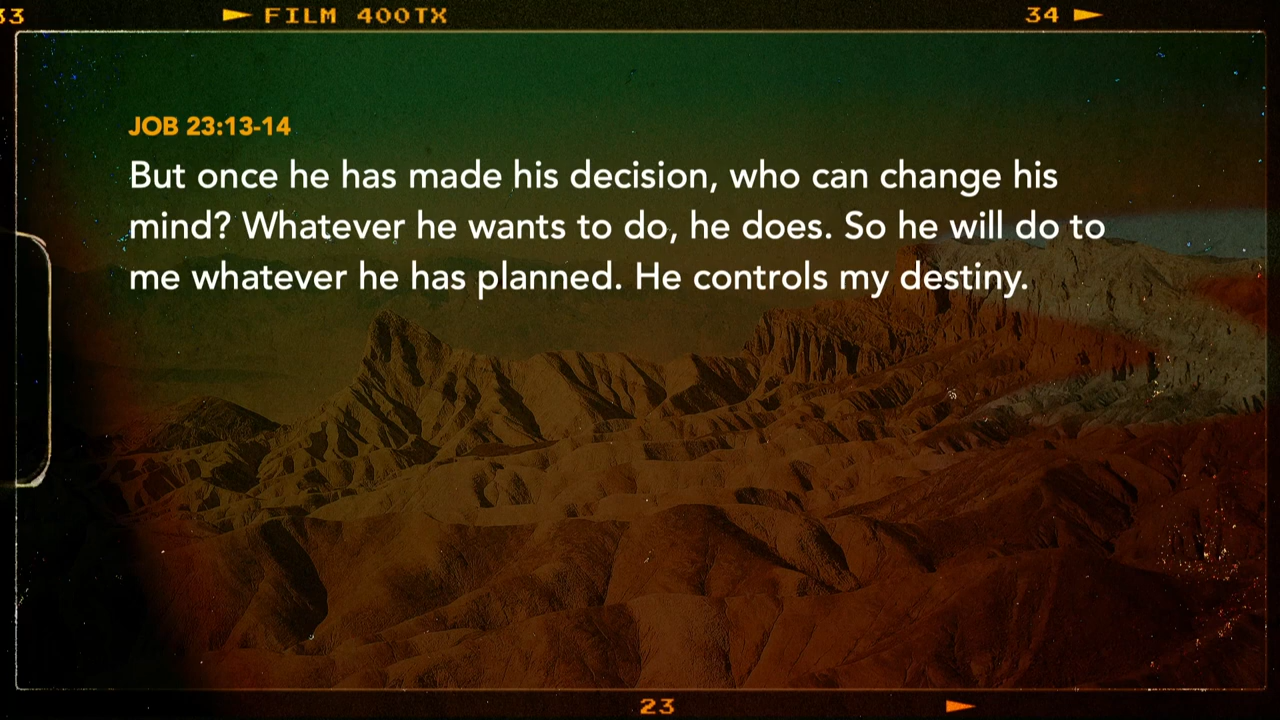 33 FILM 400TX 34
JOB 23:13-14
But once he has made his decision, who can change his
mind? Whatever he wants to do, he does. So he will do to
me whatever he has planned. He controls my destiny.
23